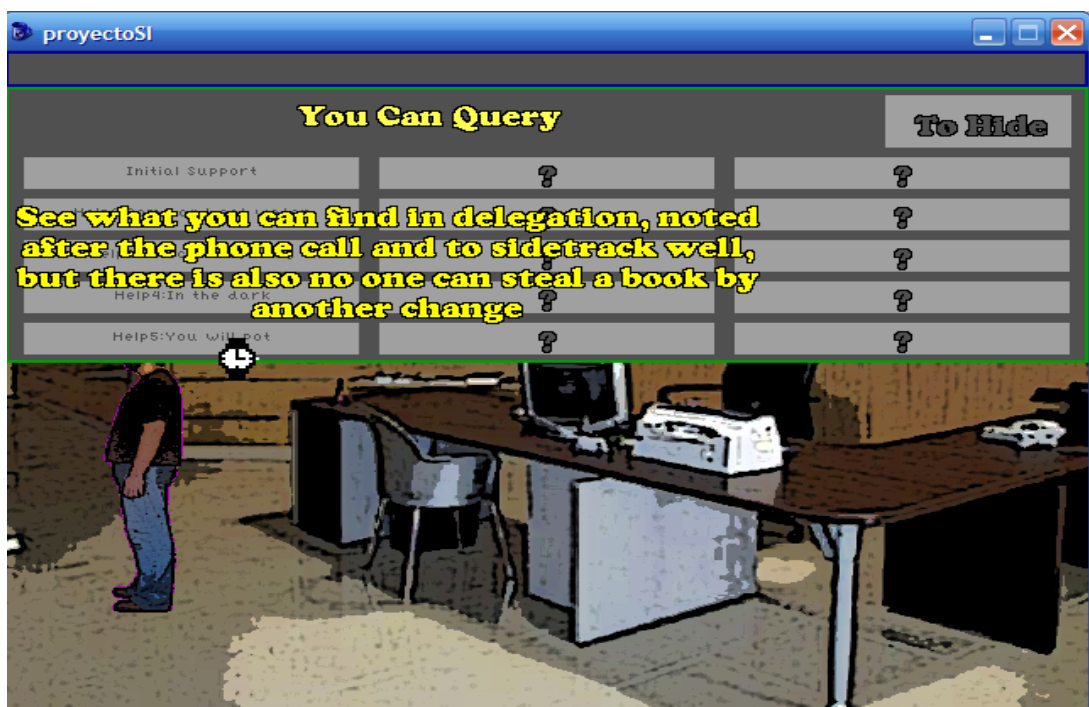 proyectoSI
You Can Query
To Hide
Initial Support
?
?
?
?
See what you can find in delegation, noted
after the phone call and to sidetrack well,
but there is also no one can steal a book by
another change
?
?
Help4:In the dark
?
?
Help5:You will pot
?
?